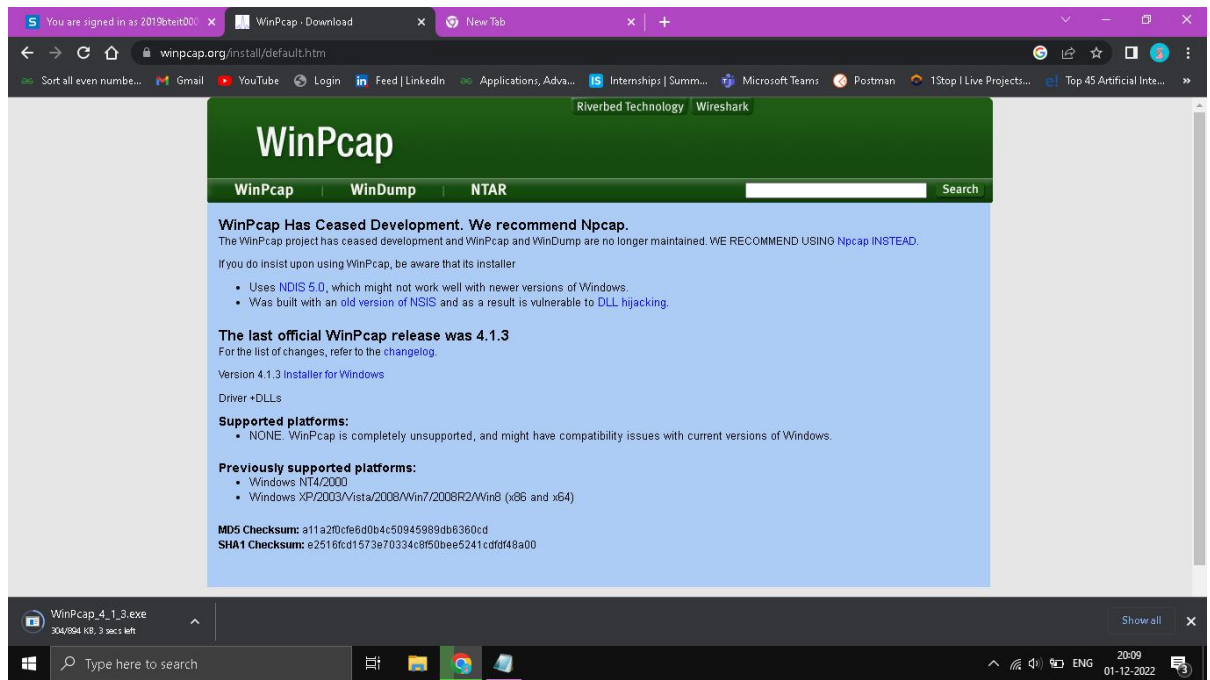 You are signed in as 2019bteit000
WinPcap · Download
New Tab
winpcap.org/install/default.htm
Sort all even numbe...
Gmail
YouTube
Login
Feed | LinkedIn
Applications, Adva...
Internships | Summ...
Microsoft Teams
Postman
1Stop I Live Projects...
Top 45 Artificial Inte...
Riverbed Technology Wireshark
WinPcap
WinPcap | WinDump | NTAR
Search
WinPcap Has Ceased Development. We recommend Npcap.
The WinPcap project has ceased development and WinPcap and WinDump are no longer maintained. WE RECOMMEND USING Npcap INSTEAD.
If you do insist upon using WinPcap, be aware that its installer
• Uses NDIS 5.0, which might not work well with newer versions of Windows.
• Was built with an old version of NSIS and as a result is vulnerable to DLL hijacking.
The last official WinPcap release was 4.1.3
For the list of changes, refer to the changelog.
Version 4.1.3 Installer for Windows
Driver +DLLs
Supported platforms:
• NONE. WinPcap is completely unsupported, and might have compatibility issues with current versions of Windows.
Previously supported platforms:
• Windows NT4/2000
• Windows XP/2003/Vista/2008/Win7/2008R2/Win8 (x86 and x64)
MD5 Checksum: a11a2f0cfe6d0b4c50945989db6360cd
SHA1 Checksum: e2516fcd1573e70334c8f50bee5241cdfdf48a00
WinPcap_4_1_3.exe
304/894 KB, 3 secs left
Show all
Type here to search
ENG
20:09
01-12-2022
3